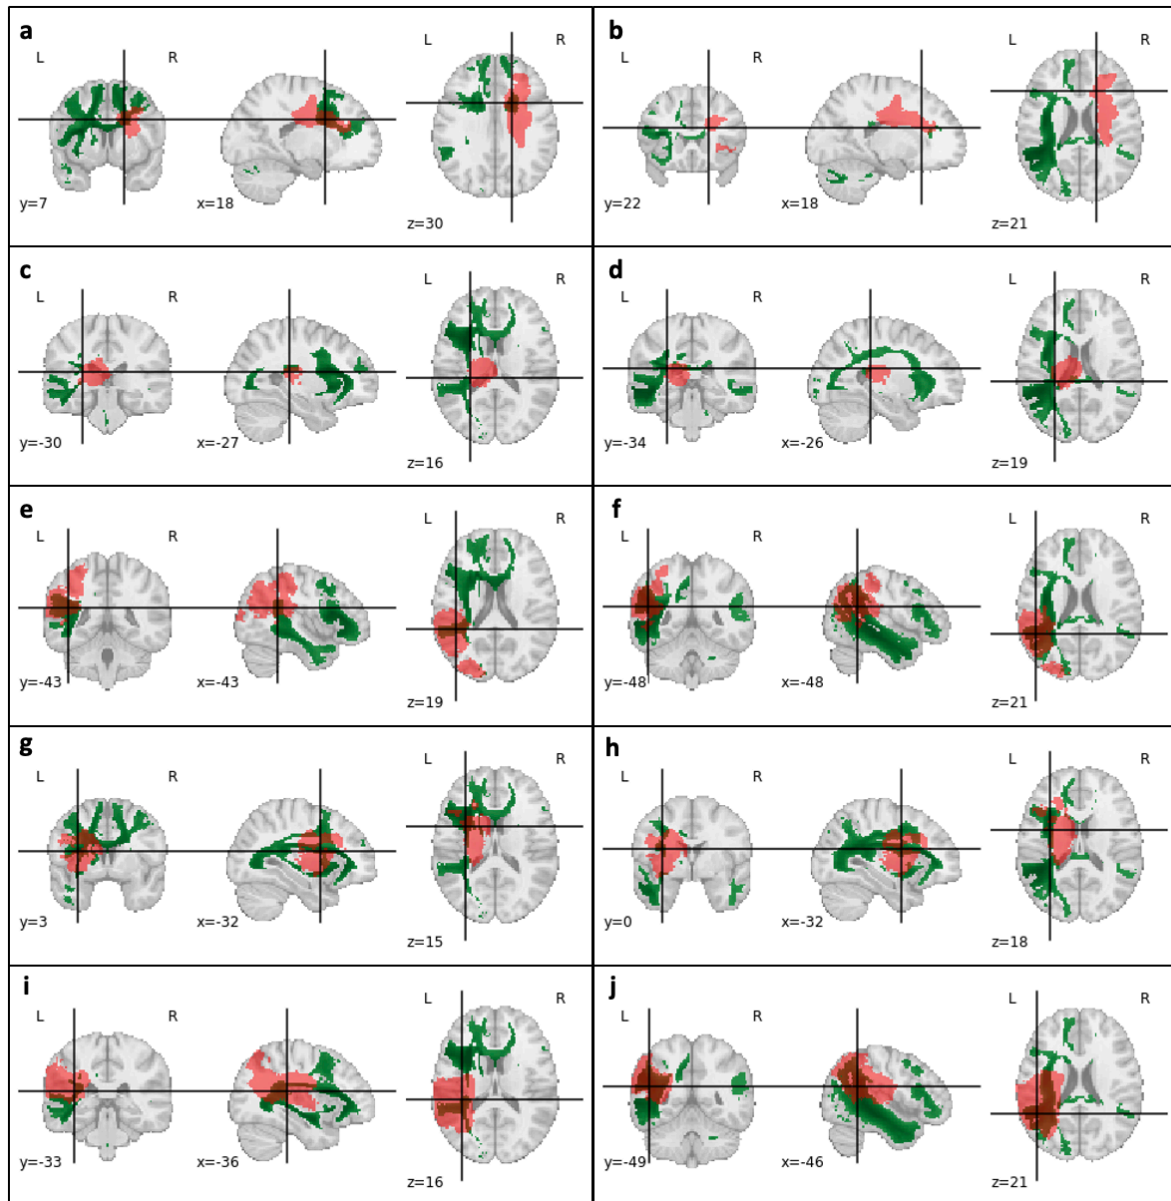 a
L R L R
y=7 x=18 z=30
b
L R L R
y=22 x=18 z=21
c
L R L R
y=-30 x=-27 z=16
d
L R L R
y=-34 x=-26 z=19
e
L R L R
y=-43 x=-43 z=19
f
L R L R
y=-48 x=-48 z=21
g
L R L R
y=3 x=-32 z=15
h
L R L R
y=0 x=-32 z=18
i
L R L R
y=-33 x=-36 z=16
j
L R L R
y=-49 x=-46 z=21